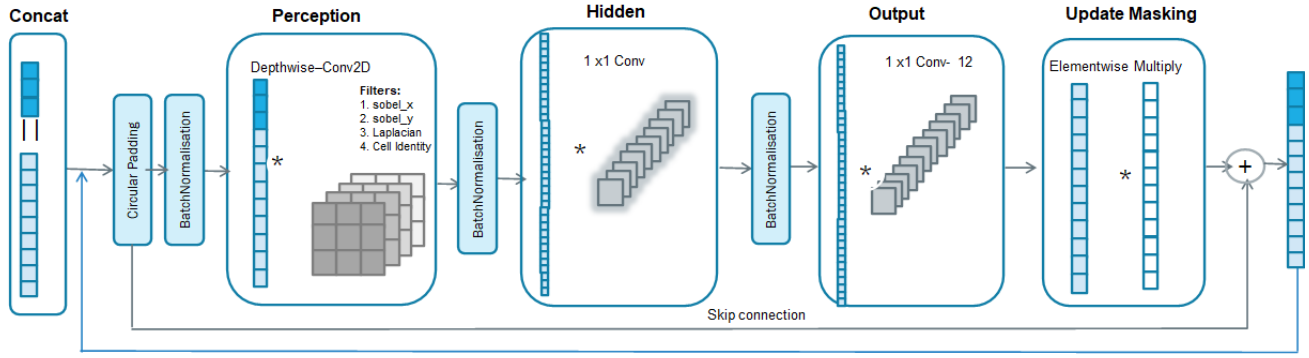 Concat
Perception
Hidden
Output
Update Masking
Circular Padding
BatchNormalisation
Depthwise–Conv2D
Filters:
1. sobel_x
2. sobel_y
3. Laplacian
4. Cell Identity
*
BatchNormalisation
1 x1 Conv
*
BatchNormalisation
1 x1 Conv- 12
*
Elementwise Multiply
*
+
Skip connection